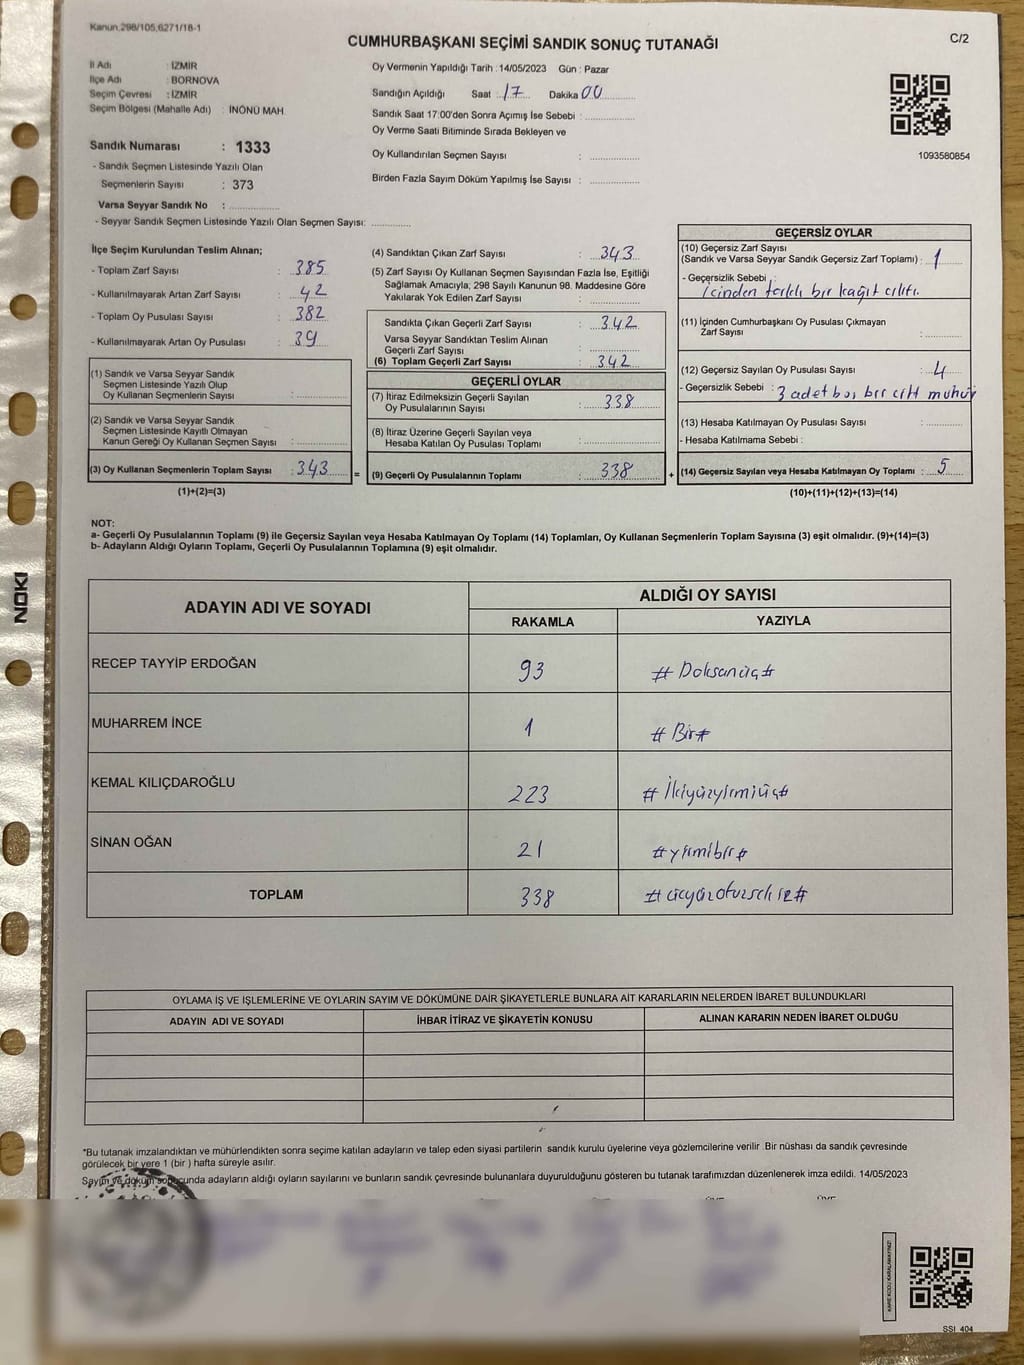 Kanun,298/105,6271/18-1
C/2
CUMHURBAŞKANI SEÇİMİ SANDIK SONUÇ TUTANAĞI
İl Adı : İZMİR
İlçe Adı : BORNOVA
Seçim Çevresi : İZMİR
Seçim Bölgesi (Mahalle Adı) : İNÖNÜ MAH.
Sandık Numarası : 1333
- Sandık Seçmen Listesinde Yazılı Olan
Seçmenlerin Sayısı : 373
Varsa Seyyar Sandık No :
- Seyyar Sandık Seçmen Listesinde Yazılı Olan Seçmen Sayısı:
Oy Vermenin Yapıldığı Tarih : 14/05/2023 Gün : Pazar
Sandığın Açıldığı Saat : 17 Dakika 00
Sandık Saat 17:00'den Sonra Açımış İse Sebebi :
Oy Verme Saati Bitiminde Sırada Bekleyen ve
Oy Kullandırılan Seçmen Sayısı :
Birden Fazla Sayım Döküm Yapılmış İse Sayısı :
1093580854
İlçe Seçim Kurulundan Teslim Alınan;
- Toplam Zarf Sayısı : 385
- Kullanılmayarak Artan Zarf Sayısı : 42
- Toplam Oy Pusulası Sayısı : 382
- Kullanılmayarak Artan Oy Pusulası : 39
(1) Sandık ve Varsa Seyyar Sandık
Seçmen Listesinde Yazılı Olup
Oy Kullanan Seçmenlerin Sayısı :
(2) Sandık ve Varsa Seyyar Sandık
Seçmen Listesinde Kayıtlı Olmayan
Kanun Gereği Oy Kullanan Seçmen Sayısı :
(3) Oy Kullanan Seçmenlerin Toplam Sayısı : 343 =
(1)+(2)=(3)
(4) Sandıktan Çıkan Zarf Sayısı : 343
(5) Zarf Sayısı Oy Kullanan Seçmen Sayısından Fazla İse, Eşitliği
Sağlamak Amacıyla; 298 Sayılı Kanunun 98. Maddesine Göre
Yakılarak Yok Edilen Zarf Sayısı :
Sandıkta Çıkan Geçerli Zarf Sayısı : 342
Varsa Seyyar Sandıktan Teslim Alınan
Geçerli Zarf Sayısı :
(6) Toplam Geçerli Zarf Sayısı : 342
GEÇERLİ OYLAR
(7) İtiraz Edilmeksizin Geçerli Sayılan
Oy Pusulalarının Sayısı : 338
(8) İtiraz Üzerine Geçerli Sayılan veya
Hesaba Katılan Oy Pusulası Toplamı :
(9) Geçerli Oy Pusulalarının Toplamı : 338 +
GEÇERSİZ OYLAR
(10) Geçersiz Zarf Sayısı
(Sandık ve Varsa Seyyar Sandık Geçersiz Zarf Toplamı) : 1
- Geçersizlik Sebebi :
İçinden farklı bir kağıt çıktı.
(11) İçinden Cumhurbaşkanı Oy Pusulası Çıkmayan
Zarf Sayısı :
(12) Geçersiz Sayılan Oy Pusulası Sayısı : 4
- Geçersizlik Sebebi : 3 adet boş bir çift mühür
(13) Hesaba Katılmayan Oy Pusulası Sayısı :
- Hesaba Katılmama Sebebi :
(14) Geçersiz Sayılan veya Hesaba Katılmayan Oy Toplamı : 5
(10)+(11)+(12)+(13)=(14)
NOT:
a- Geçerli Oy Pusulalarının Toplamı (9) ile Geçersiz Sayılan veya Hesaba Katılmayan Oy Toplamı (14) Toplamları, Oy Kullanan Seçmenlerin Toplam Sayısına (3) eşit olmalıdır. (9)+(14)=(3)
b- Adayların Aldığı Oyların Toplamı, Geçerli Oy Pusulalarının Toplamına (9) eşit olmalıdır.
ADAYIN ADI VE SOYADI ALDIĞI OY SAYISI
RAKAMLA YAZIYLA
RECEP TAYYİP ERDOĞAN 93 # Doksanüç #
MUHARREM İNCE 1 # Bir #
KEMAL KILIÇDAROĞLU 223 # İkiyüzyirmiüç #
SİNAN OĞAN 21 # yirmibir #
TOPLAM 338 # üçyüzotuzsekiz #
OYLAMA İŞ VE İŞLEMLERİNE VE OYLARIN SAYIM VE DÖKÜMÜNE DAİR ŞİKAYETLERLE BUNLARA AİT KARARLARIN NELERDEN İBARET BULUNDUKLARI
ADAYIN ADI VE SOYADI İHBAR İTİRAZ VE ŞİKAYETİN KONUSU ALINAN KARARIN NEDEN İBARET OLDUĞU
*Bu tutanak imzalandıktan ve mühürlendikten sonra seçime katılan adayların ve talep eden siyasi partilerin sandık kurulu üyelerine veya gözlemcilerine verilir. Bir nüshası da sandık çevresinde
görülecek bir yere 1 (bir ) hafta süreyle asılır.
Sayım ve döküm sonucunda adayların aldığı oyların sayılarını ve bunların sandık çevresinde bulunanlara duyurulduğunu gösteren bu tutanak tarafımızdan düzenlenerek imza edildi. 14/05/2023
SSİ 404
NOKI